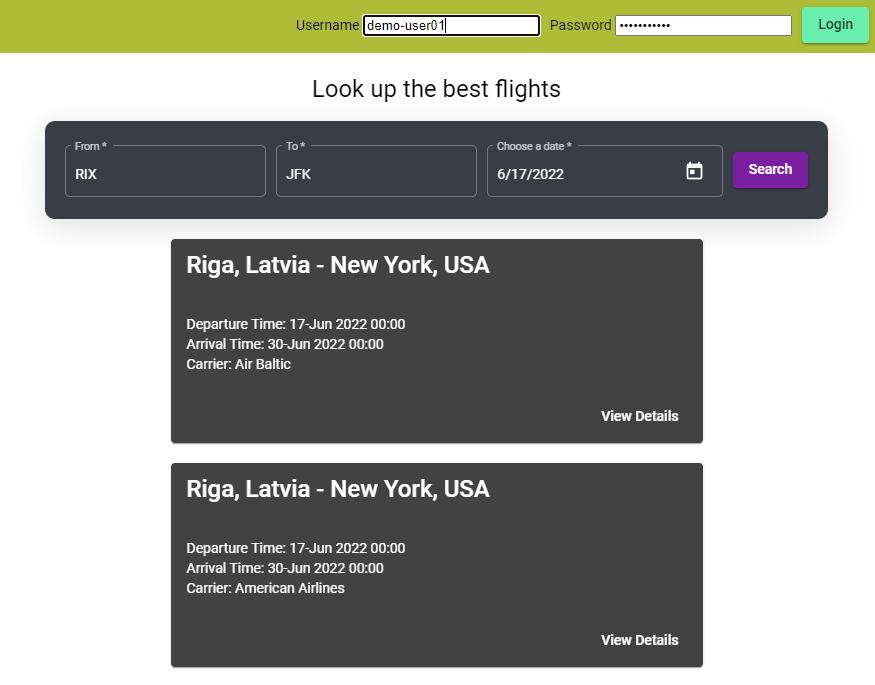 Username demo-user01 Password ••••••••••• Login
Look up the best flights
From * To * Choose a date *
RIX JFK 6/17/2022 Search
Riga, Latvia - New York, USA
Departure Time: 17-Jun 2022 00:00
Arrival Time: 30-Jun 2022 00:00
Carrier: Air Baltic
View Details
Riga, Latvia - New York, USA
Departure Time: 17-Jun 2022 00:00
Arrival Time: 30-Jun 2022 00:00
Carrier: American Airlines
View Details